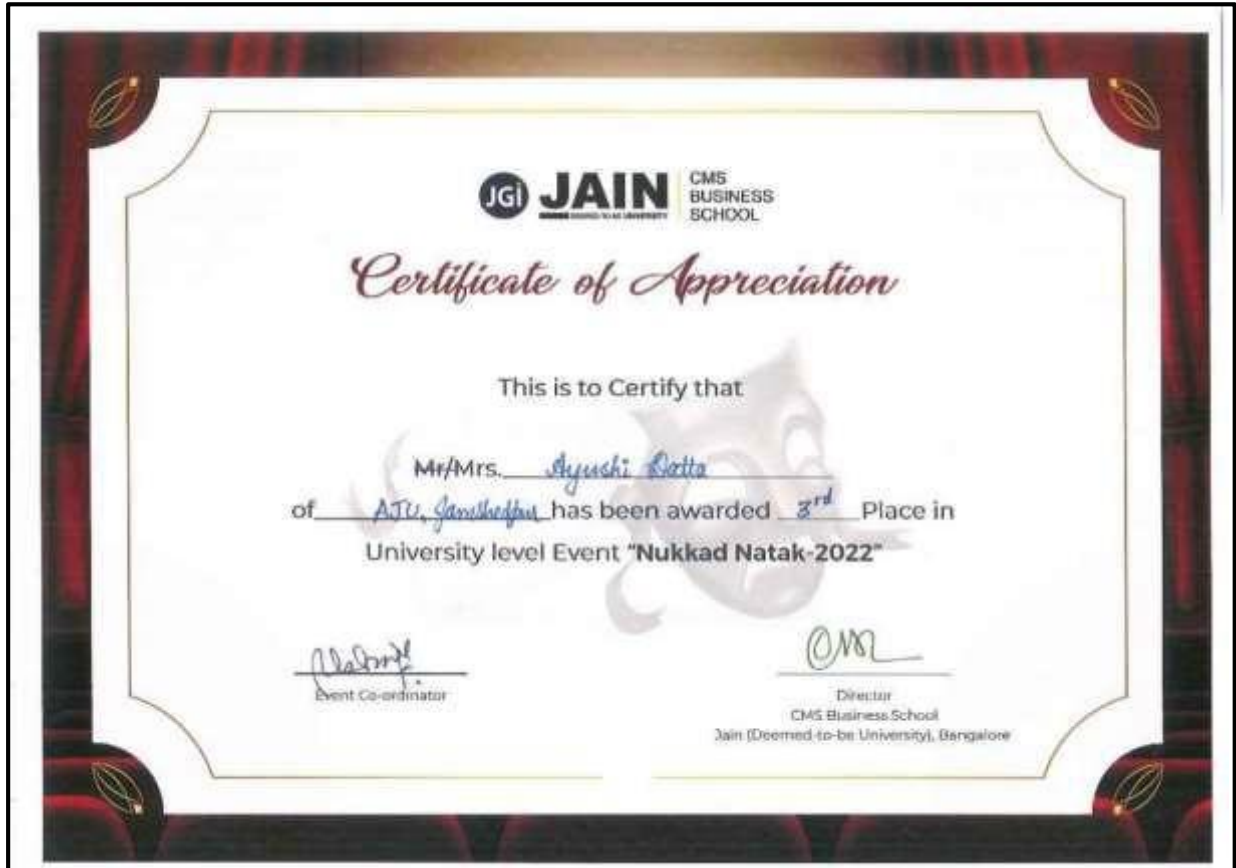 JGi JAIN CMS
BUSINESS
SCHOOL
DEEMED-TO-BE UNIVERSITY
Certificate of Appreciation
This is to Certify that
Mr/Mrs. Ayushi Datta
of AJU, Jamshedpur has been awarded 3rd Place in
University level Event "Nukkad Natak-2022"
Event Co-ordinator
Director
CMS Business School
Jain (Deemed-to-be University), Bangalore